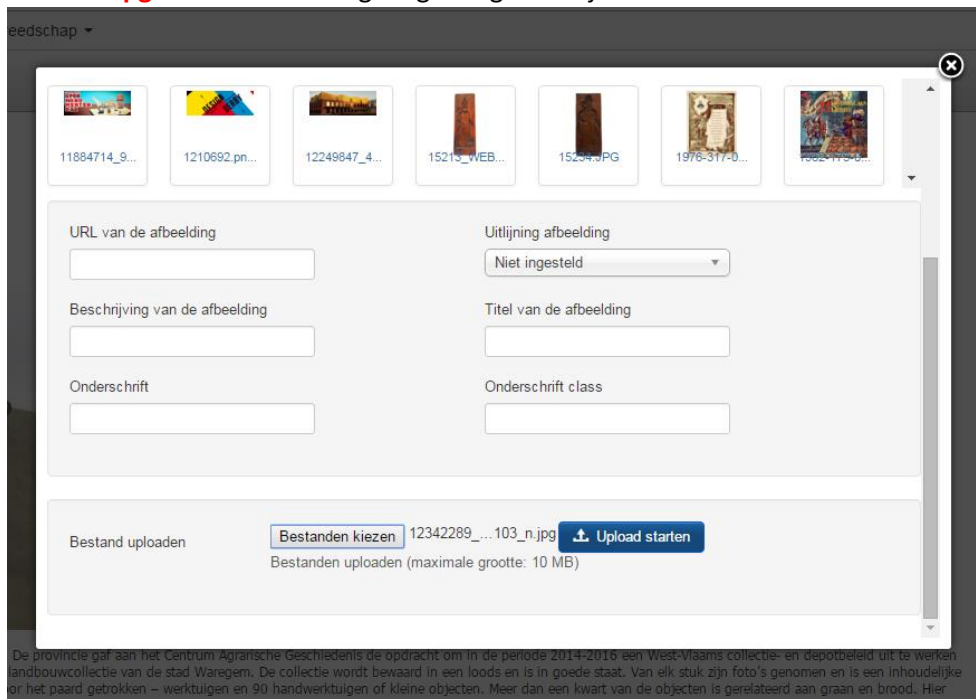 eedschap
11884714_9...
1210692.pn...
12249847_4...
15213_WEB...
15254.JPG
1976-317-0...
URL van de afbeelding
Uitlijning afbeelding
Niet ingesteld
Beschrijving van de afbeelding
Titel van de afbeelding
Onderschrift
Onderschrift class
Bestand uploaden
Bestanden kiezen 12342289_...103_n.jpg Upload starten
Bestanden uploaden (maximale grootte: 10 MB)
De provincie gaf aan het Centrum Agrarische Geschiedenis de opdracht om in de periode 2014-2016 een West-Vlaams collectie- en depotbeleid uit te werken
landbouwcollectie van de stad Waregem. De collectie wordt bewaard in een loods en is in goede staat. Van elk stuk zijn foto's genomen en is een inhoudelijke
or het paard getrokken – werktuigen en 90 handwerktuigen of kleine objecten. Meer dan een kwart van de objecten is gerelateerd aan graan en brood. Hier